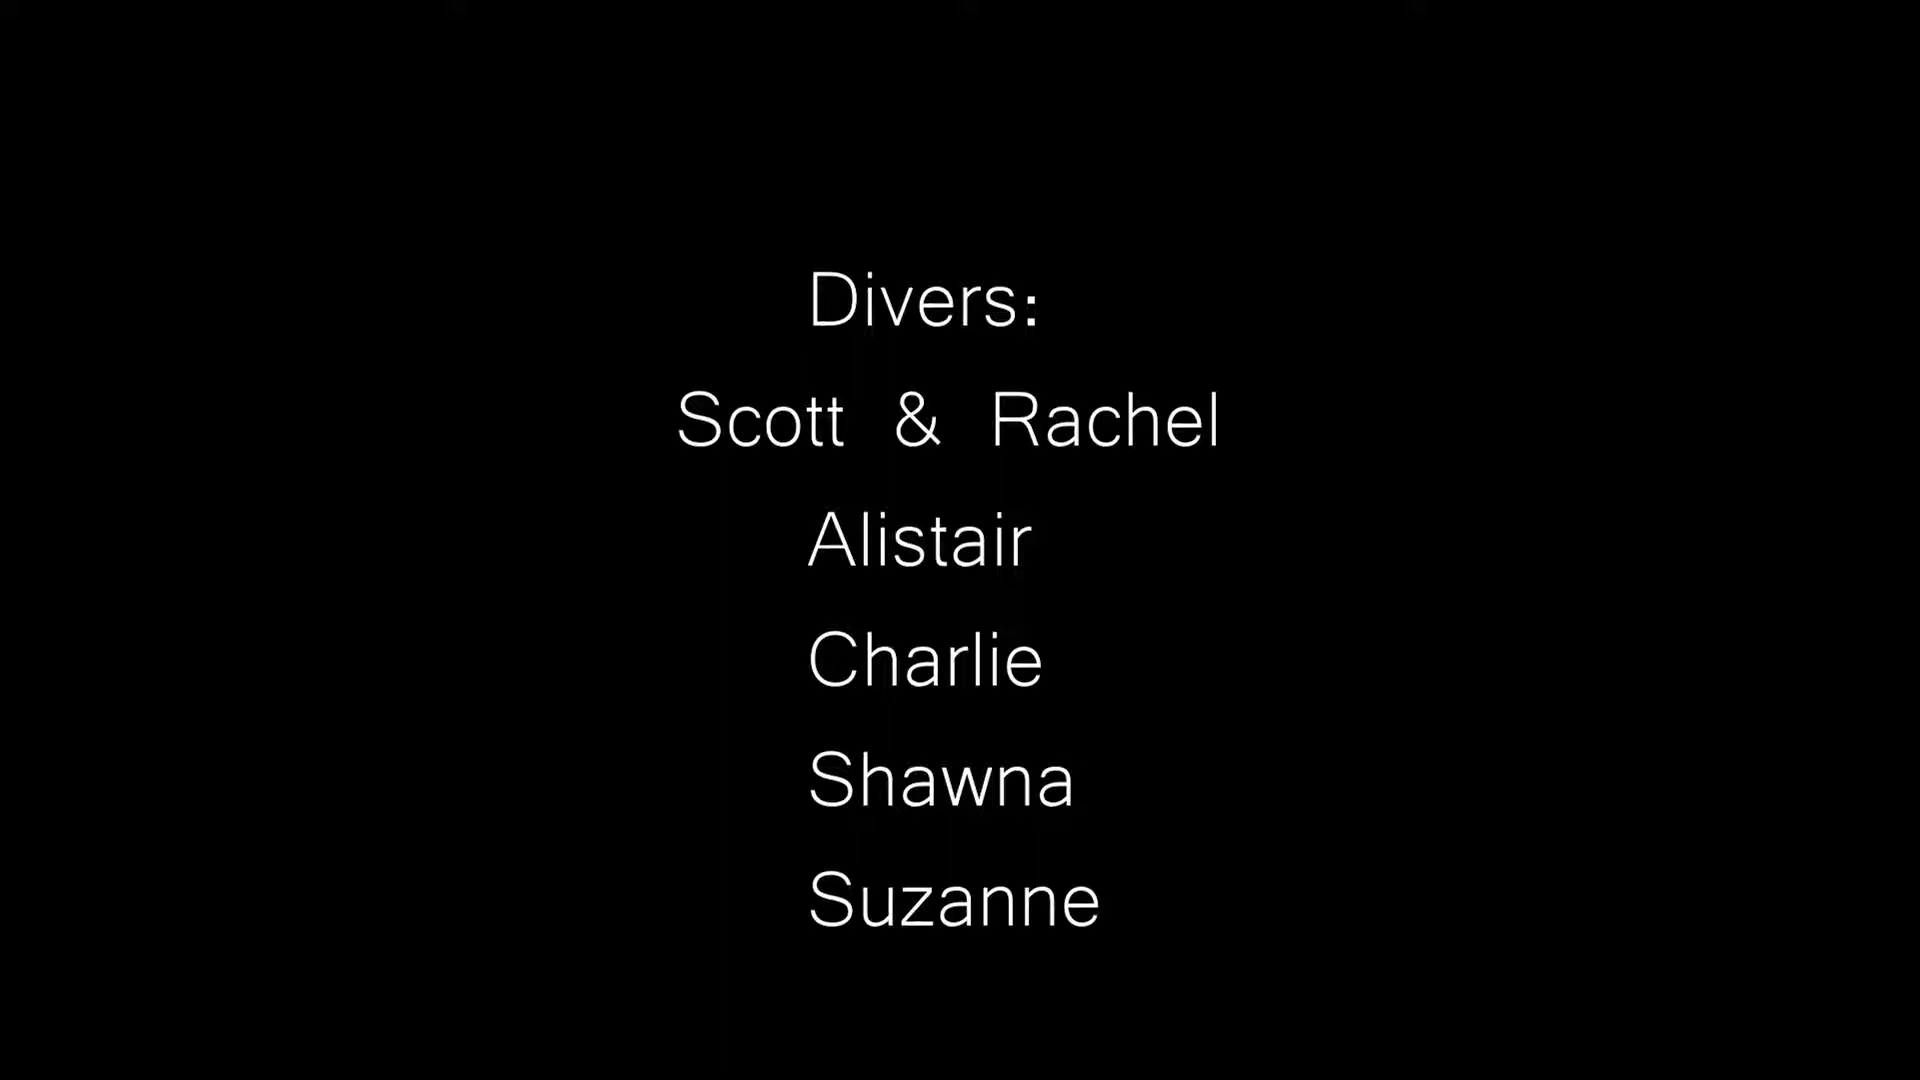 Divers:
Scott & Rachel
Alistair
Charlie
Shawna
Suzanne